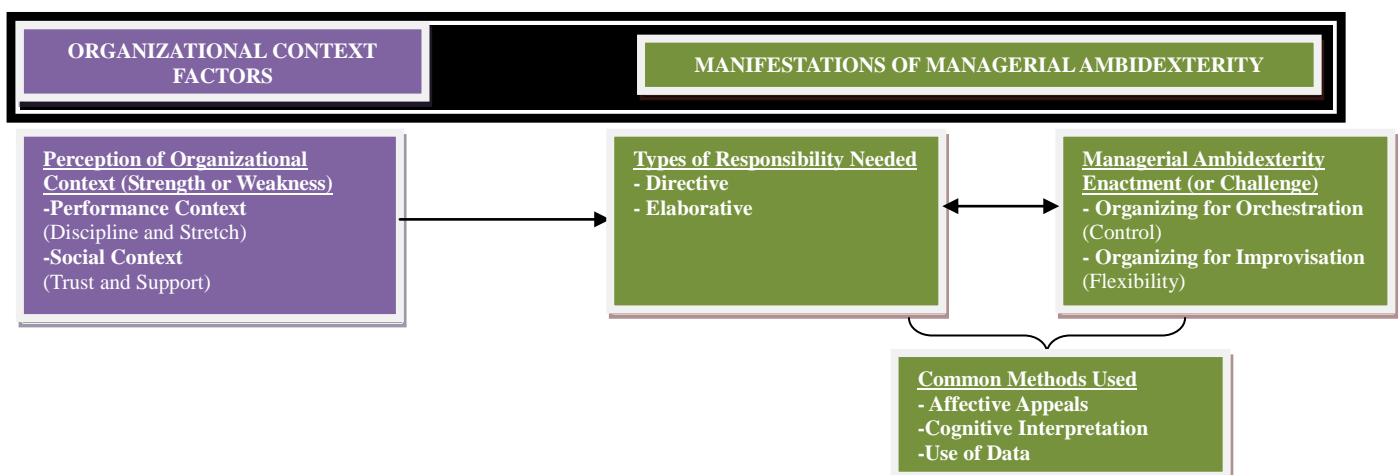 ORGANIZATIONAL CONTEXT
FACTORS
MANIFESTATIONS OF MANAGERIAL AMBIDEXTERITY
Perception of Organizational
Context (Strength or Weakness)
-Performance Context
(Discipline and Stretch)
-Social Context
(Trust and Support)
Types of Responsibility Needed
- Directive
- Elaborative
Managerial Ambidexterity
Enactment (or Challenge)
- Organizing for Orchestration
(Control)
- Organizing for Improvisation
(Flexibility)
Common Methods Used
- Affective Appeals
-Cognitive Interpretation
- Use of Data